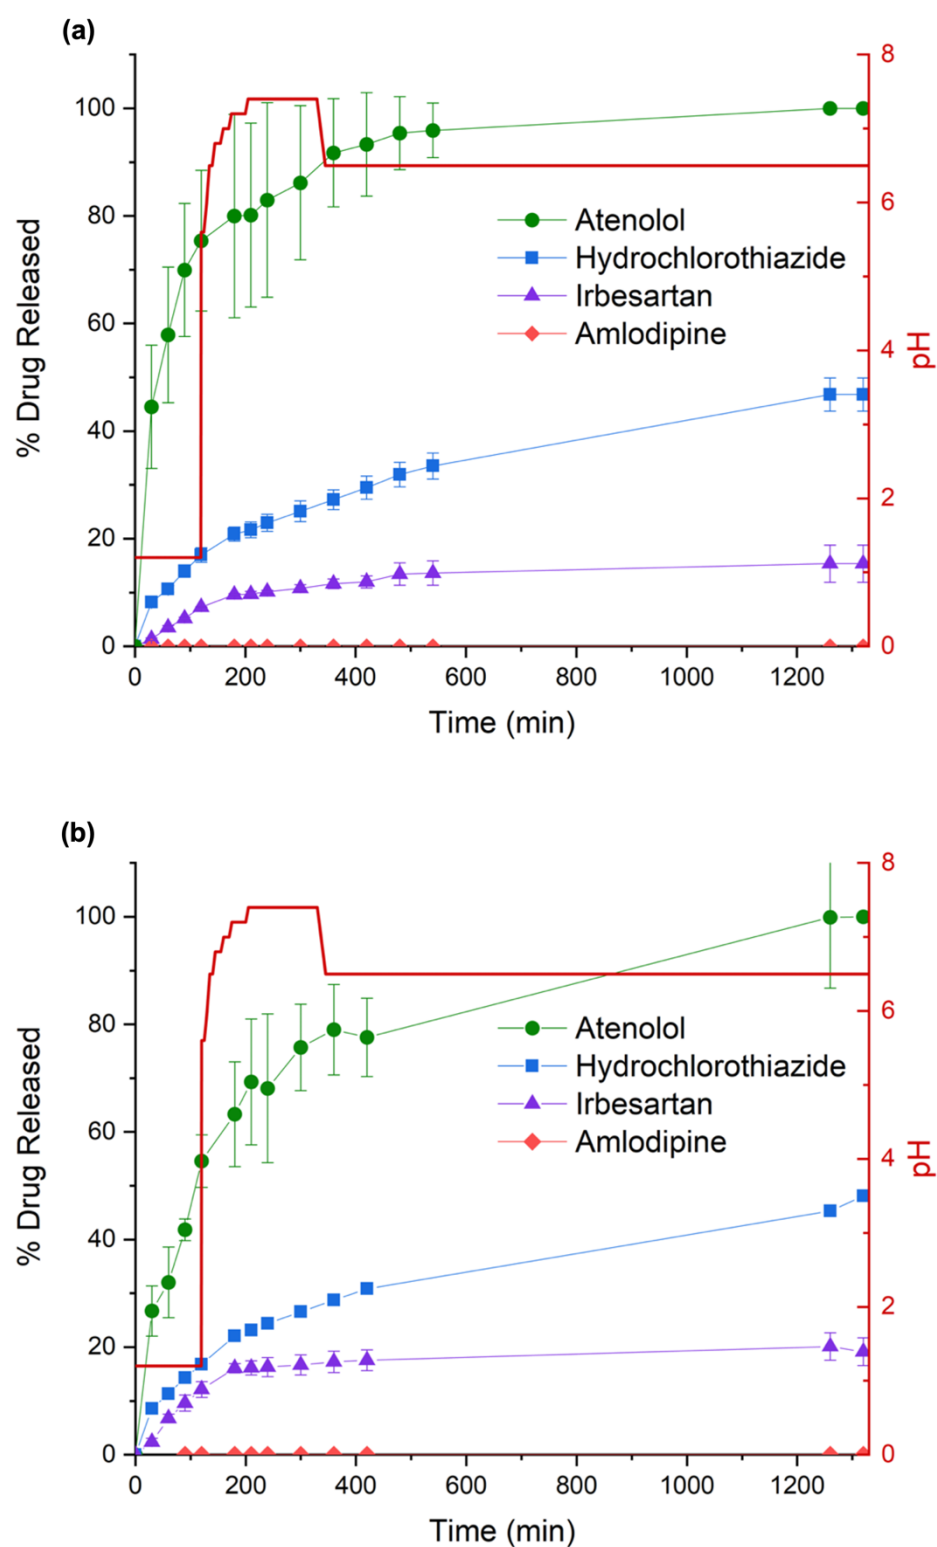 (a)
% Drug Released
100
80
60
40
20
0
8
6
4
2
0
pH
Atenolol
Hydrochlorothiazide
Irbesartan
Amlodipine
0 200 400 600 800 1000 1200
Time (min)
(b)
% Drug Released
100
80
60
40
20
0
8
6
4
2
0
pH
Atenolol
Hydrochlorothiazide
Irbesartan
Amlodipine
0 200 400 600 800 1000 1200
Time (min)